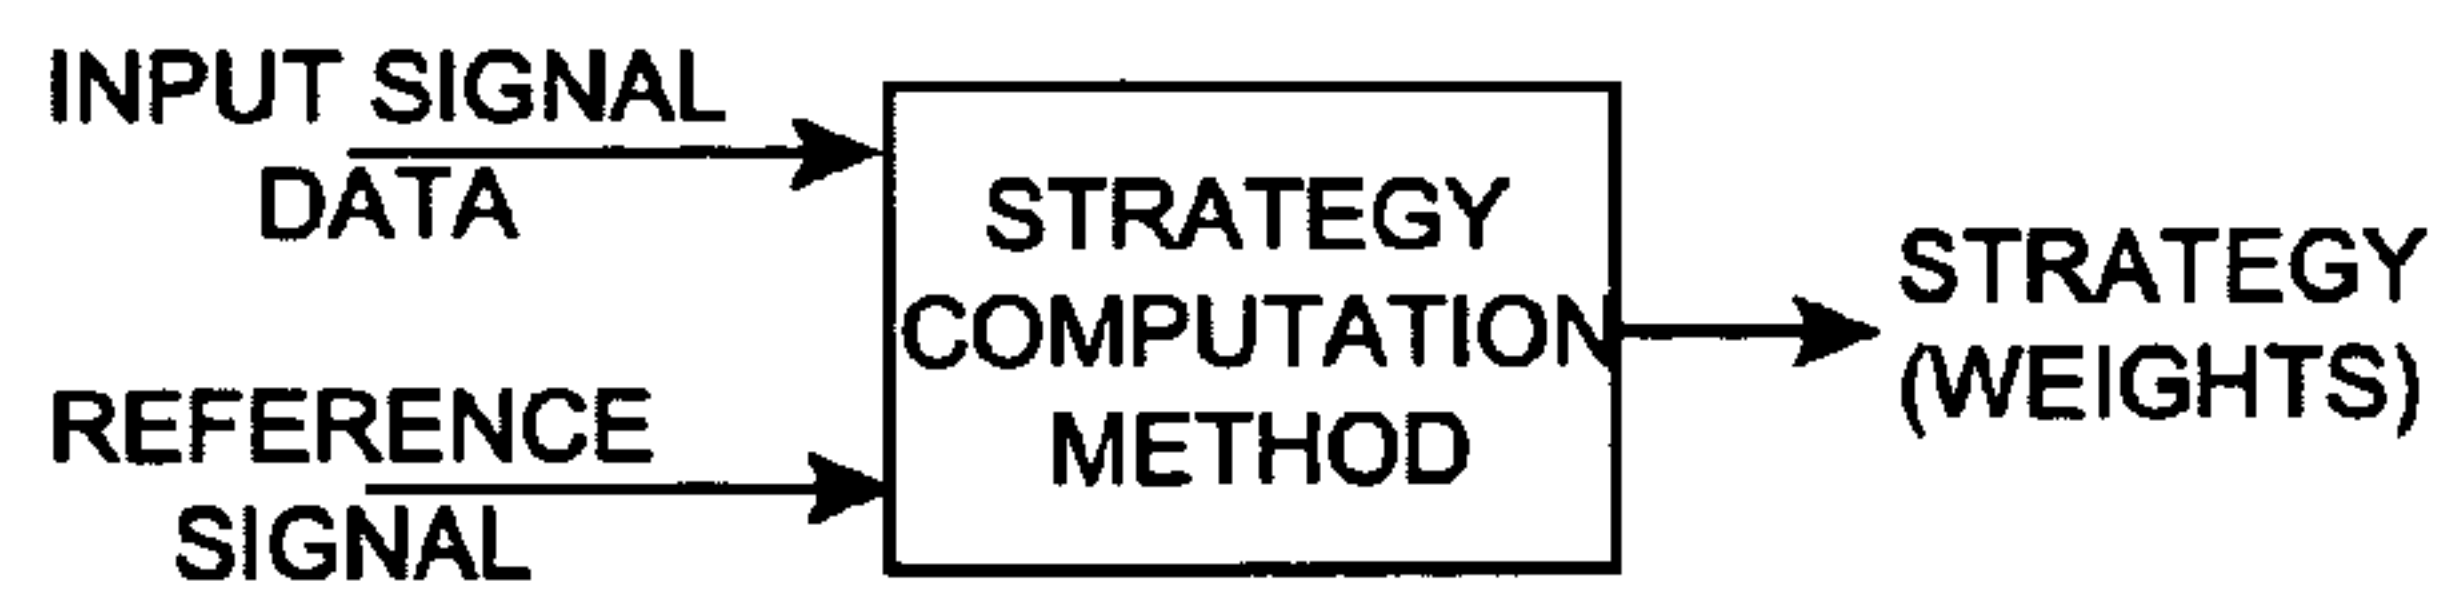 INPUT SIGNAL
DATA
REFERENCE
SIGNAL
STRATEGY
COMPUTATION
METHOD
STRATEGY
(WEIGHTS)